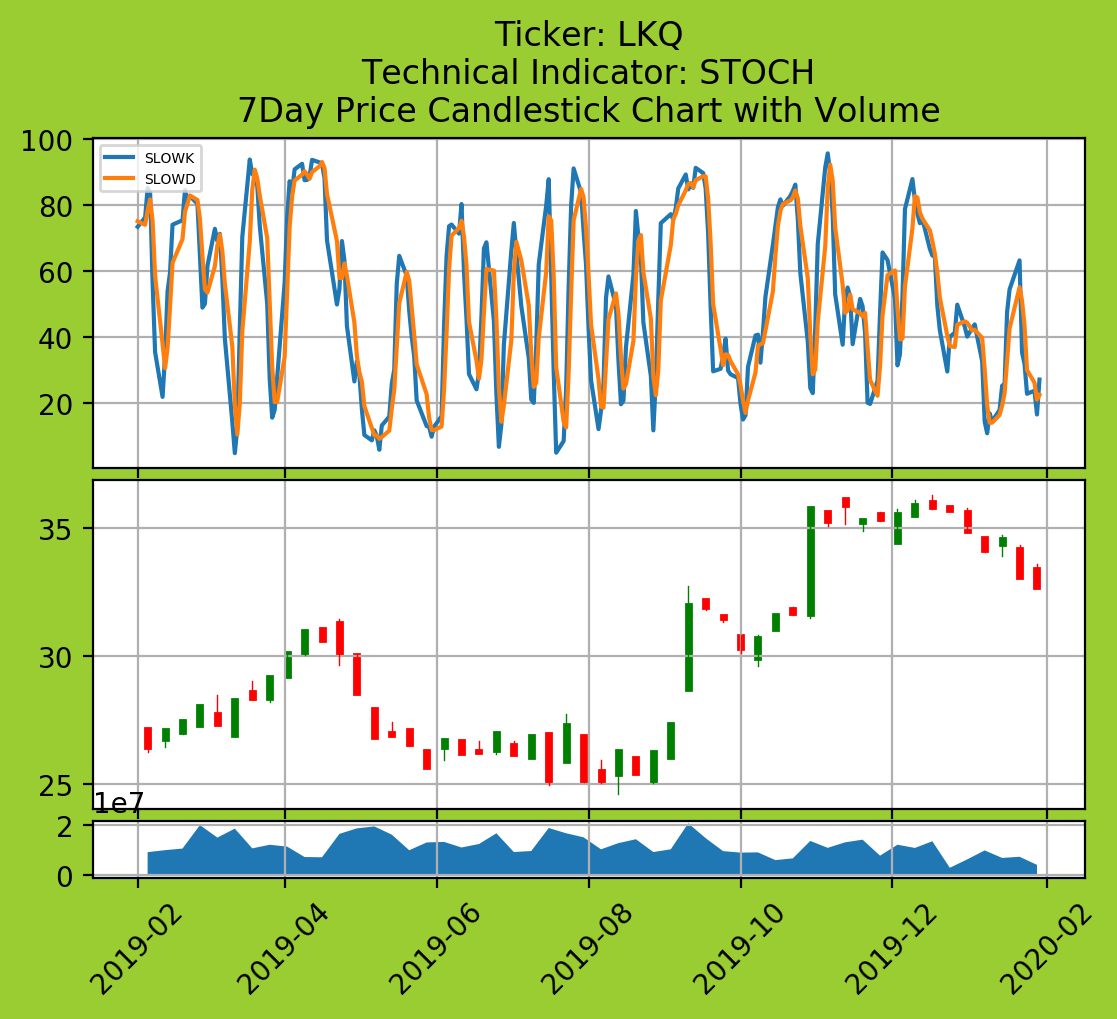 Ticker: LKQ
Technical Indicator: STOCH
7Day Price Candlestick Chart with Volume
100
80
60
40
20
SLOWK
SLOWD
35
30
25
1e7
2
0
2019-02
2019-04
2019-06
2019-08
2019-10
2019-12
2020-02